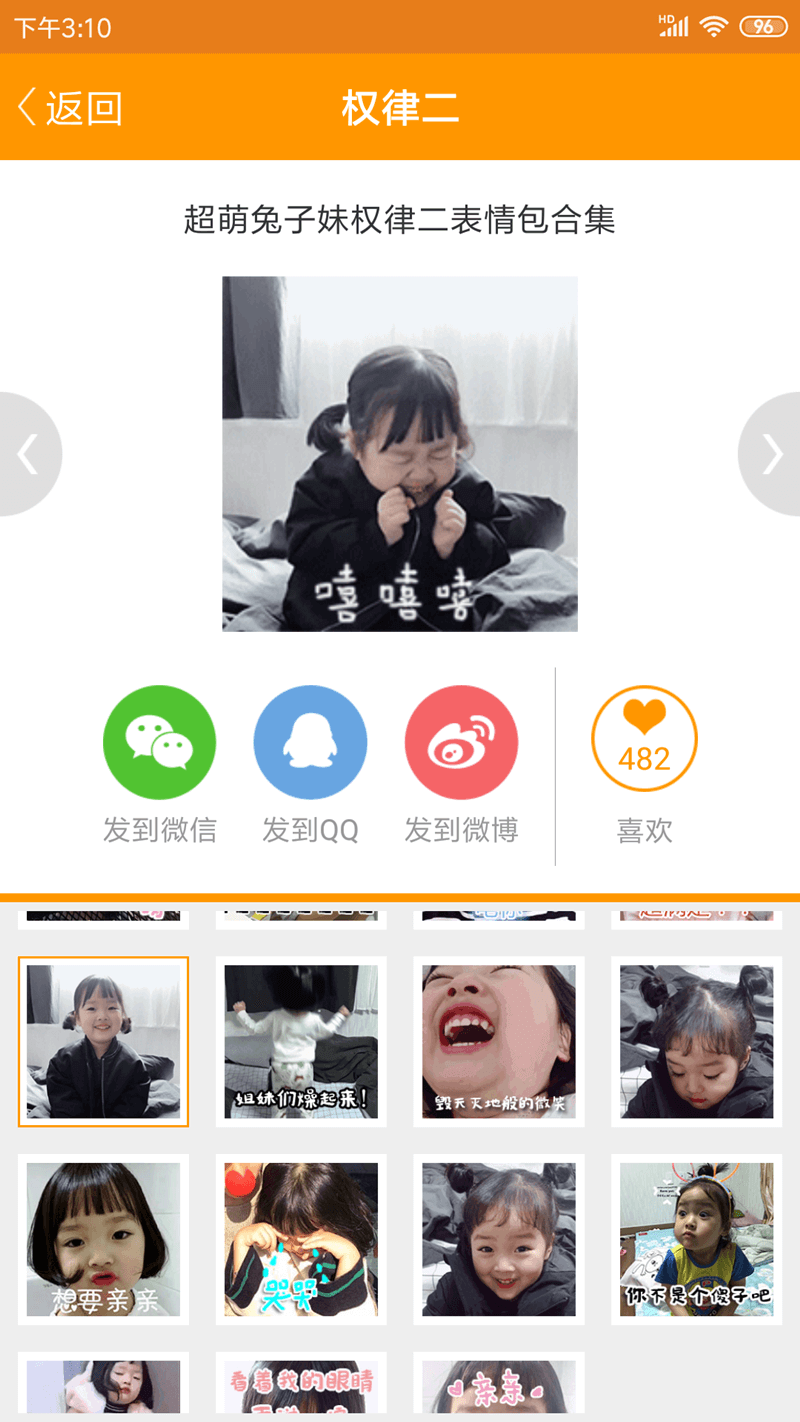 下午3:10
HD
96
返回
权律二
超萌兔子妹权律二表情包合集
嘻嘻嘻
482
发到微信
发到QQ
发到微博
喜欢
姐妹们燥起来！
毁天灭地般的微笑
想要亲亲
哭哭
你不是个傻子吧
看着我的眼睛
亲亲